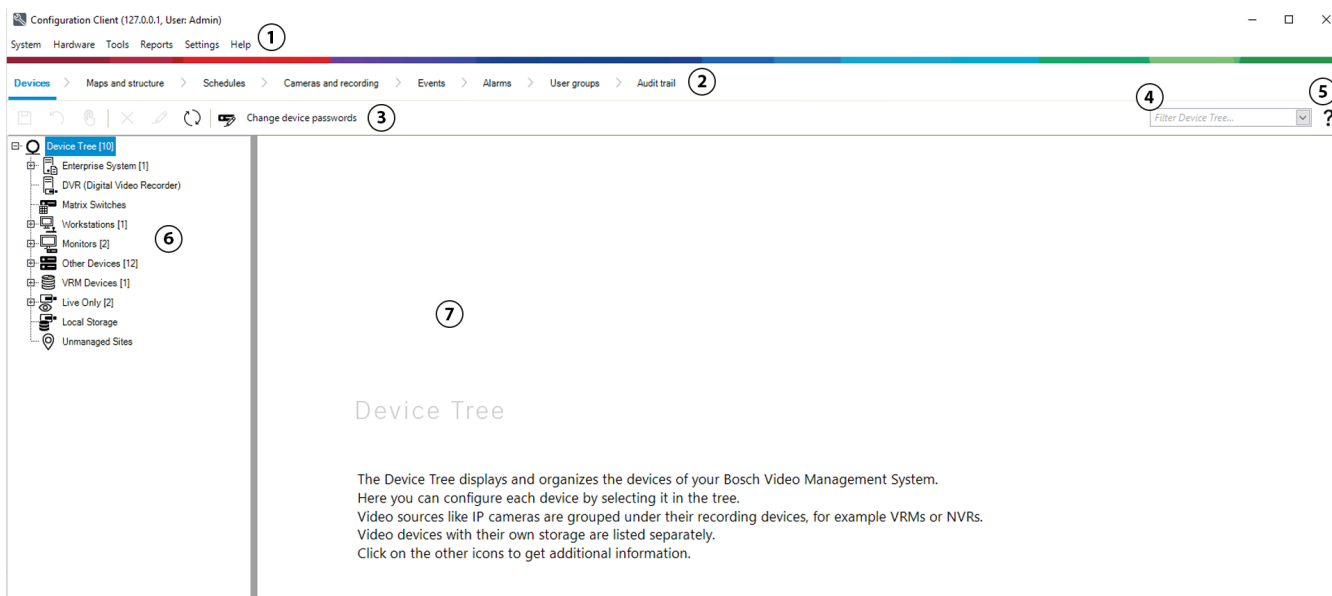 Configuration Client (127.0.0.1, User: Admin)
System Hardware Tools Reports Settings Help 1
Devices > Maps and structure > Schedules > Cameras and recording > Events > Alarms > User groups > Audit trail 2
4 5
Change device passwords 3 Filter Device Tree... ?
Device Tree [10]
Enterprise System [1]
DVR (Digital Video Recorder)
Matrix Switches
Workstations [1]
Monitors [2] 6
Other Devices [12]
VRM Devices [1]
Live Only [2]
7
Local Storage
Unmanaged Sites
Device Tree
The Device Tree displays and organizes the devices of your Bosch Video Management System.
Here you can configure each device by selecting it in the tree.
Video sources like IP cameras are grouped under their recording devices, for example VRMs or NVRs.
Video devices with their own storage are listed separately.
Click on the other icons to get additional information.